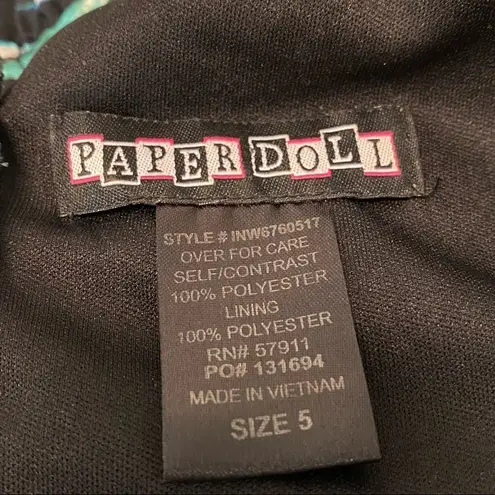 PAPER DOLL
STYLE # INW6760517
OVER FOR CARE
SELF/CONTRAST
100% POLYESTER
LINING
100% POLYESTER
RN# 57911
PO# 131694
MADE IN VIETNAM
SIZE 5